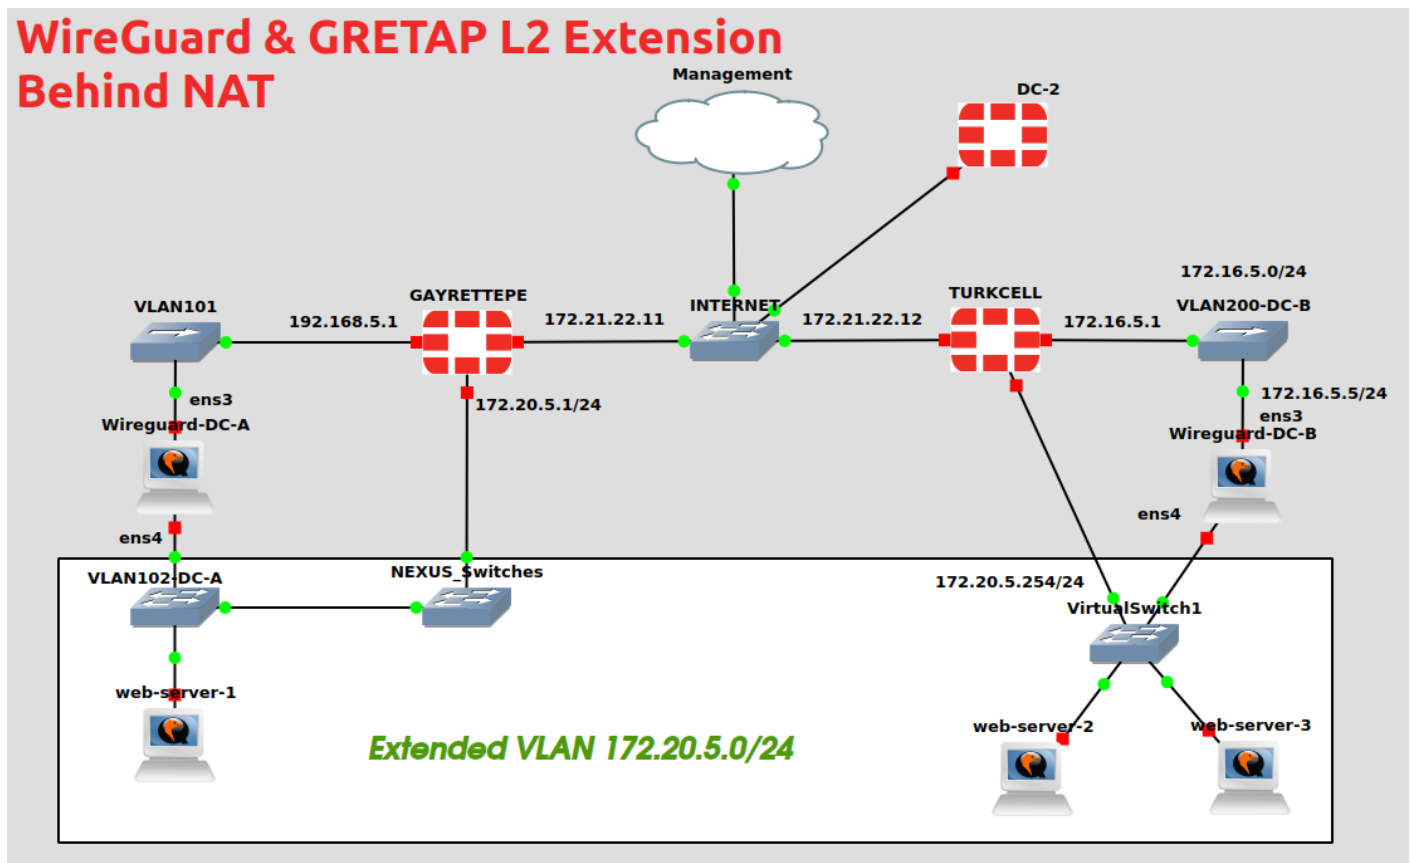 WireGuard & GRETAP L2 Extension
Behind NAT
Management
DC-2
172.16.5.0/24
VLAN101
GAYRETTEPE
INTERNET
TURKCELL
VLAN200-DC-B
192.168.5.1
172.21.22.11
172.21.22.12
172.16.5.1
ens3
172.20.5.1/24
172.16.5.5/24
ens3
Wireguard-DC-A
Wireguard-DC-B
ens4
ens4
VLAN102-DC-A
NEXUS_Switches
172.20.5.254/24
VirtualSwitch1
web-server-1
web-server-2
web-server-3
Extended VLAN 172.20.5.0/24